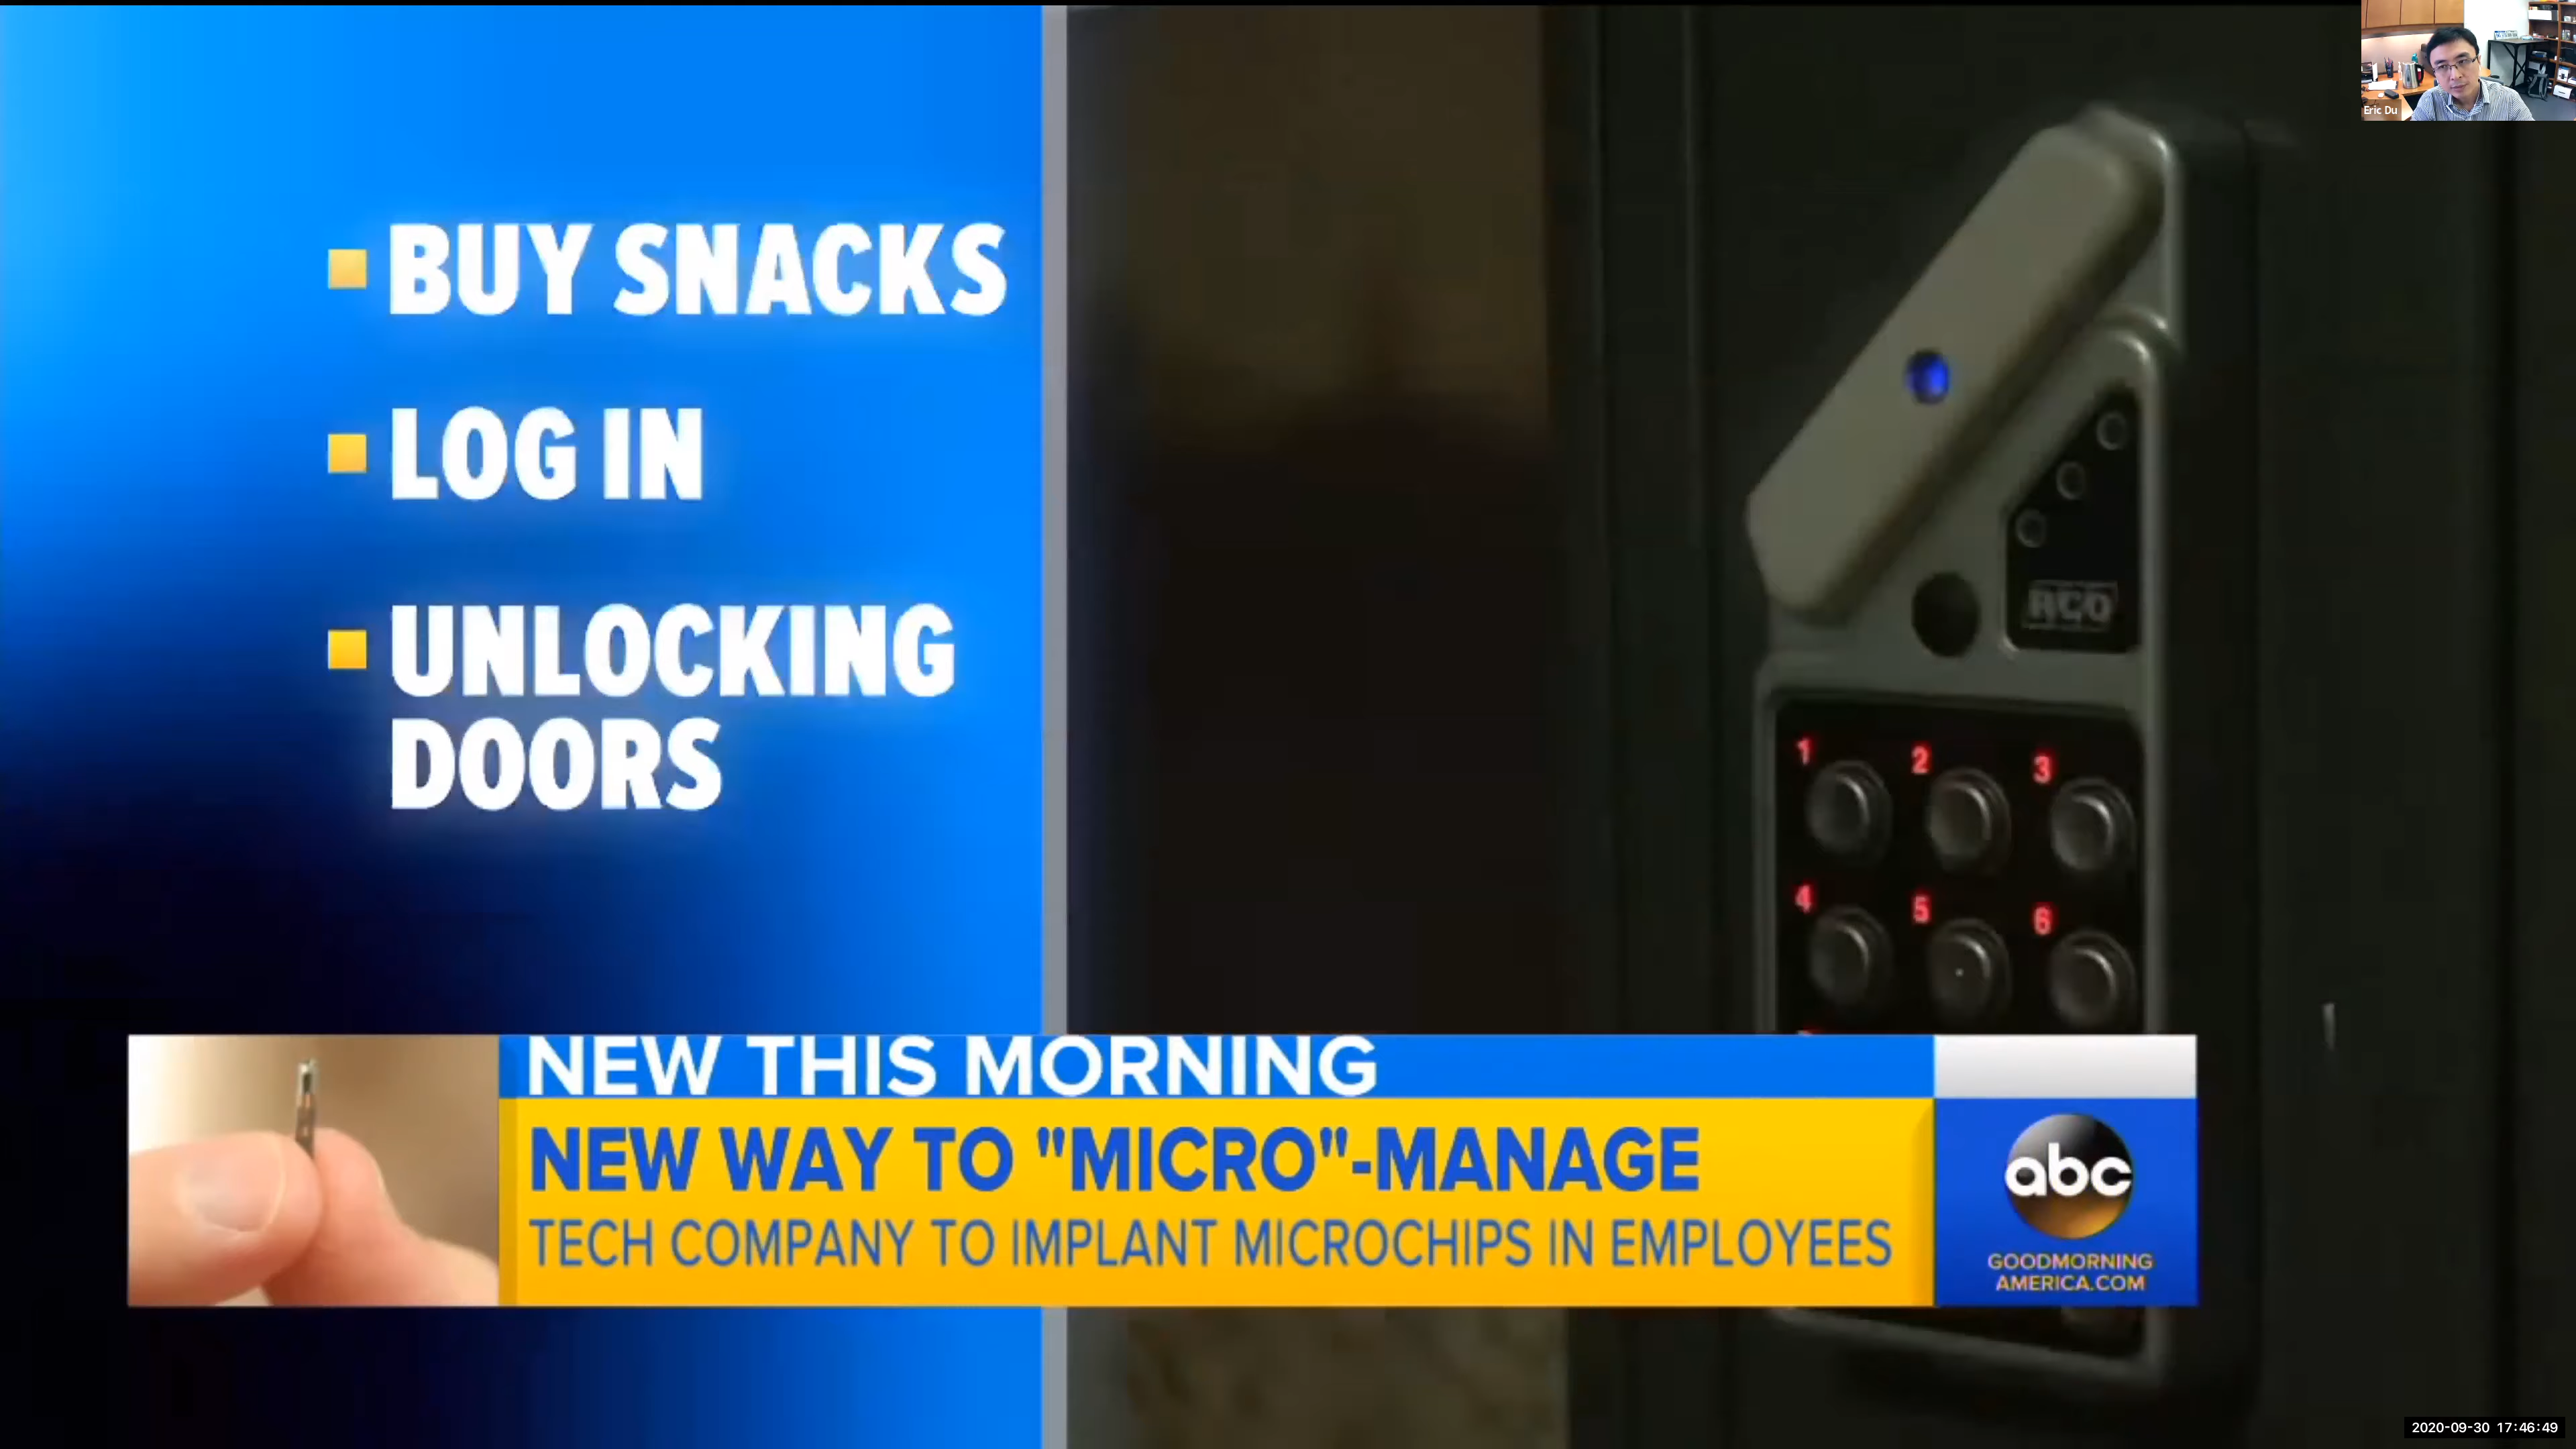 Eric Du
BUY SNACKS
LOG IN
UNLOCKING
DOORS
RCO
1 2 3
4 5 6
NEW THIS MORNING
NEW WAY TO "MICRO"-MANAGE
TECH COMPANY TO IMPLANT MICROCHIPS IN EMPLOYEES
abc
GOODMORNING
AMERICA.COM
2020-09-30 17:46:49